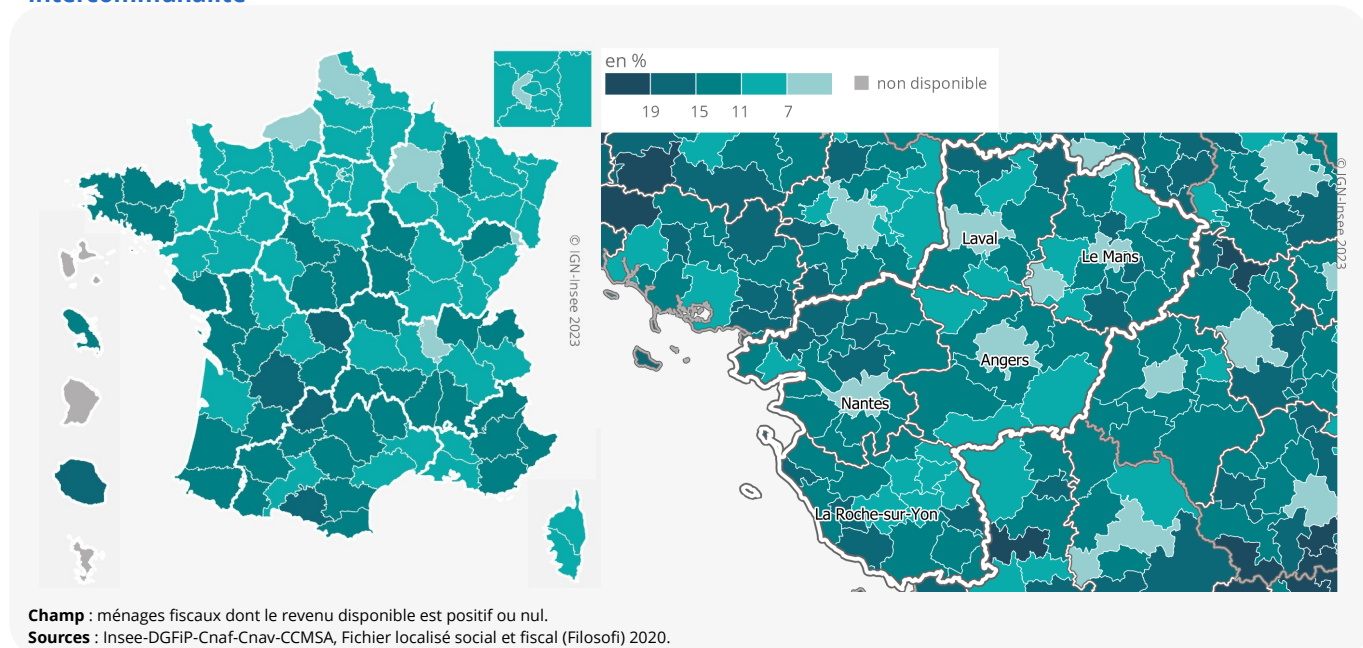 intercommunalité
en %
19 15 11 7
non disponible
© IGN-Insee 2023
© IGN-Insee 2023
Laval
Le Mans
Angers
Nantes
La Roche-sur-Yon
Champ : ménages fiscaux dont le revenu disponible est positif ou nul.
Sources : Insee-DGFiP-Cnaf-Cnav-CCMSA, Fichier localisé social et fiscal (Filosofi) 2020.